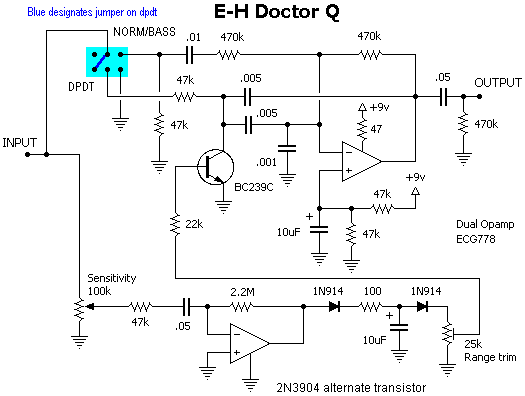 E-H Doctor Q
Blue designates jumper on dpdt
NORM/BASS
DPDT
.01
470k
470k
47k
.005
.005
.05
OUTPUT
+9v
47
470k
47k
.001
INPUT
BC239C
+9v
47k
22k
10uF
47k
Dual Opamp
ECG778
Sensitivity
100k
2.2M
1N914
100
1N914
47k
.05
10uF
25k
Range trim
2N3904 alternate transistor